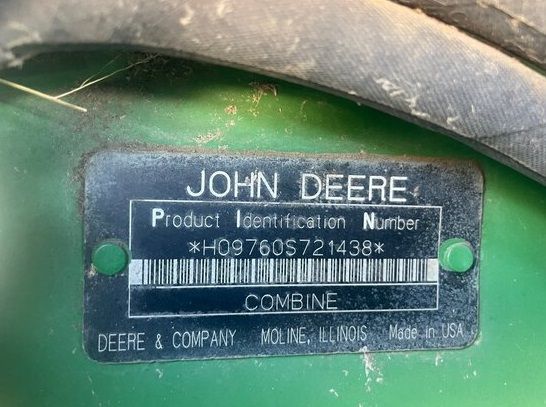 JOHN DEERE
Product Identification Number
*H09760S721438*
COMBINE
DEERE & COMPANY MOLINE, ILLINOIS Made in USA